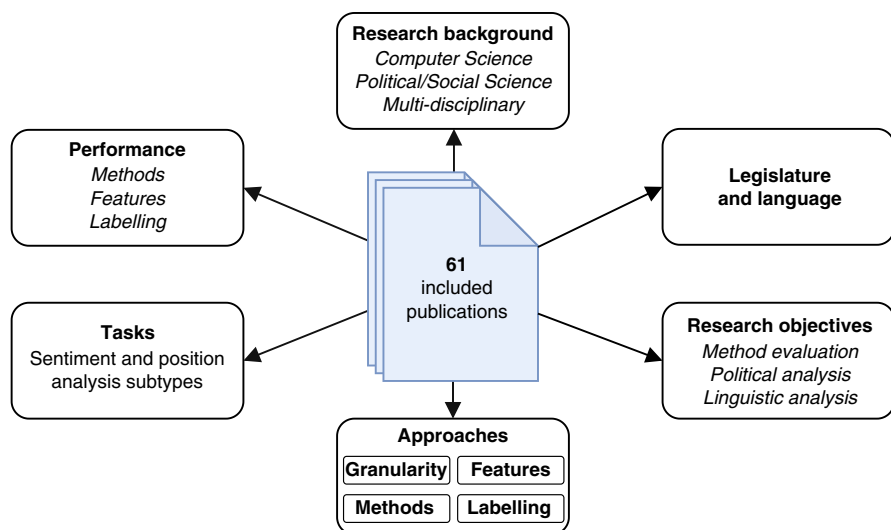 Research background
Computer Science
Political/Social Science
Multi-disciplinary
Performance
Methods
Features
Labelling
Legislature
and language
61
included
publications
Tasks
Sentiment and position
analysis subtypes
Research objectives
Method evaluation
Political analysis
Linguistic analysis
Approaches
Granularity
Features
Methods
Labelling